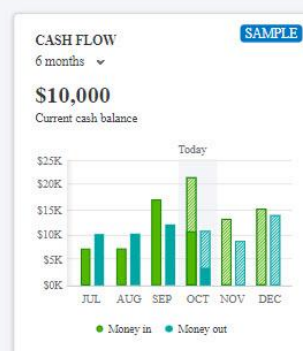 CASH FLOW
SAMPLE
6 months
$10,000
Current cash balance
Today
$25K
$20K
$15K
$10K
$5K
$0K
JUL AUG SEP OCT NOV DEC
Money in Money out